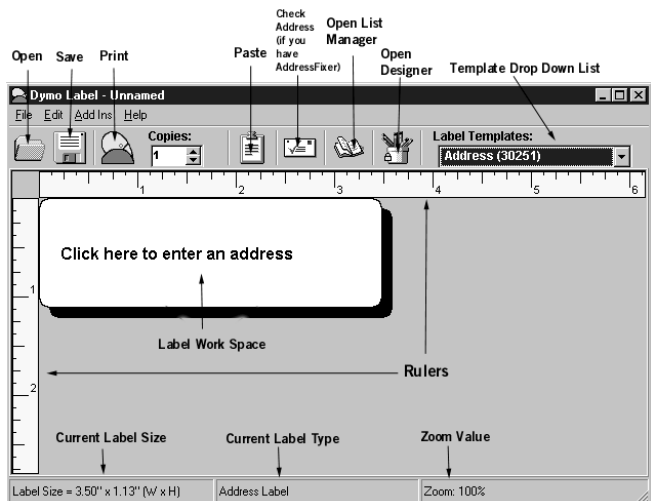 Check
Address
(if you
have
AddressFixer)
Open List
Manager
Open
Save
Print
Paste
Open
Designer
Template Drop Down List
Dymo Label - Unnamed
File Edit Add Ins Help
Copies:
1
Label Templates:
Address (30251)
1 2 3 4 5 6
Click here to enter an address
1
Label Work Space
Rulers
2
Current Label Size
Current Label Type
Zoom Value
Label Size = 3.50" x 1.13" (W x H)
Address Label
Zoom: 100%